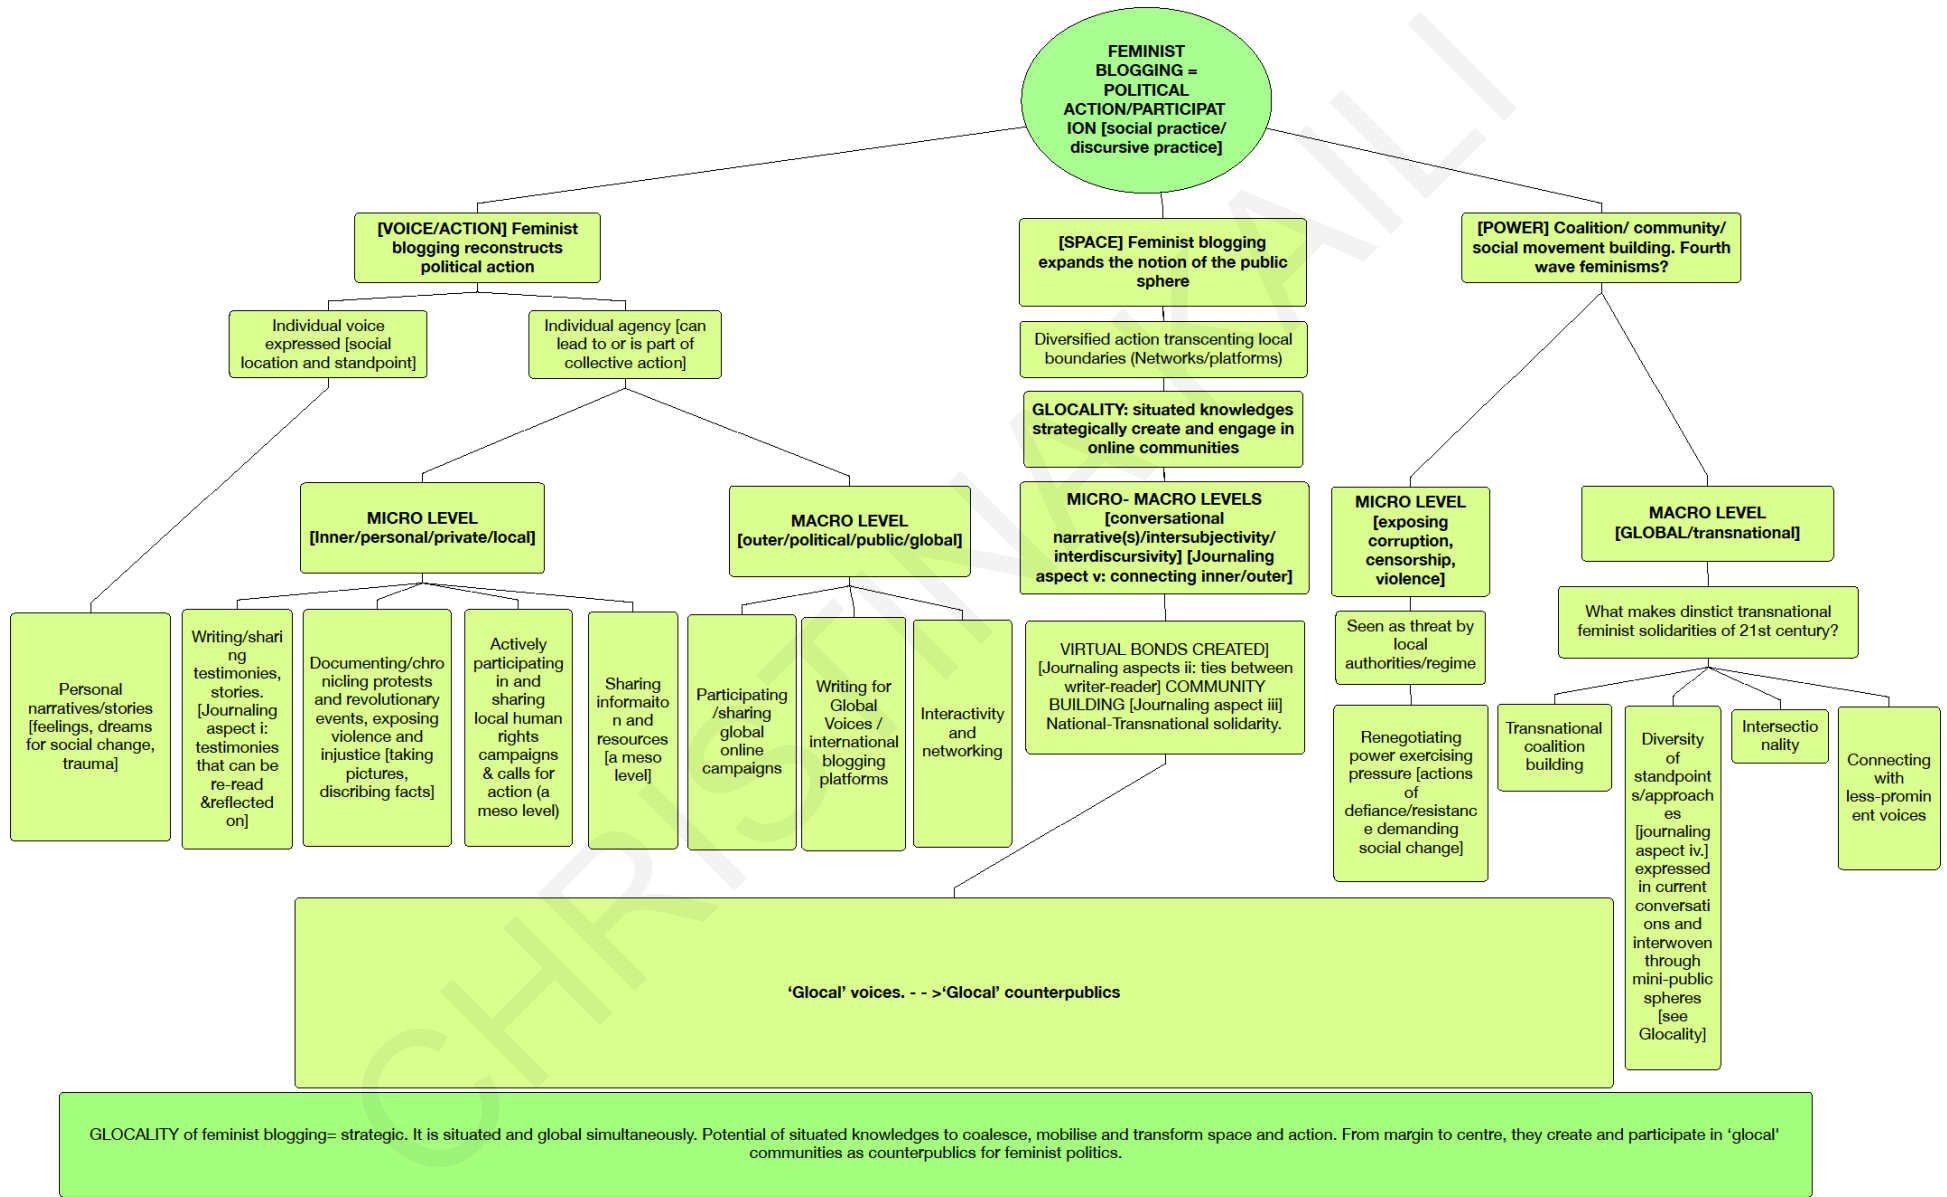 FEMINIST
BLOGGING =
POLITICAL
ACTION/PARTICIPAT
ION [social practice/
discursive practice]
[VOICE/ACTION] Feminist
blogging reconstructs
political action
[SPACE] Feminist blogging
expands the notion of the public
sphere
[POWER] Coalition/ community/
social movement building. Fourth
wave feminisms?
Individual voice
expressed [social
location and standpoint]
Individual agency [can
lead to or is part of
collective action]
Diversified action transcenting local
boundaries (Networks/platforms)
GLOCALITY: situated knowledges
strategically create and engage in
online communities
MICRO LEVEL
[Inner/personal/private/local]
MACRO LEVEL
[outer/political/public/global]
MICRO- MACRO LEVELS
[conversational
narrative(s)/intersubjectivity/
interdiscursivity] [Journaling
aspect v: connecting inner/outer]
MICRO LEVEL
[exposing
corruption,
censorship,
violence]
MACRO LEVEL
[GLOBAL/transnational]
Personal
narratives/stories
[feelings, dreams
for social change,
trauma]
Writing/shari
ng
testimonies,
stories.
[Journaling
aspect i:
testimonies
that can be
re-read
&reflected
on]
Documenting/chro
nicling protests
and revolutionary
events, exposing
violence and
injustice [taking
pictures,
discribing facts]
Actively
participating
in and
sharing
local human
rights
campaigns
& calls for
action (a
meso level)
Sharing
informaito
n and
resources
[a meso
level]
Participating
/sharing
global
online
campaigns
Writing for
Global
Voices /
international
blogging
platforms
Interactivity
and
networking
VIRTUAL BONDS CREATED]
[Journaling aspects ii: ties between
writer-reader] COMMUNITY
BUILDING [Journaling aspect iii]
National-Transnational solidarity.
Seen as threat by
local
authorities/regime
Renegotiating
power exercising
pressure [actions
of
defiance/resistanc
e demanding
social change]
What makes dinstict transnational
feminist solidarities of 21st century?
Transnational
coalition
building
Diversity
of
standpoint
s/approach
es
[journaling
aspect iv.]
expressed
in current
conversati
ons and
interwoven
through
mini-public
spheres
[see
Glocality]
Intersectio
nality
Connecting
with
less-promin
ent voices
‘Glocal’ voices. - - >‘Glocal’ counterpublics
GLOCALITY of feminist blogging= strategic. It is situated and global simultaneously. Potential of situated knowledges to coalesce, mobilise and transform space and action. From margin to centre, they create and participate in ‘glocal'
communities as counterpublics for feminist politics.
CHRISTINA KAILI